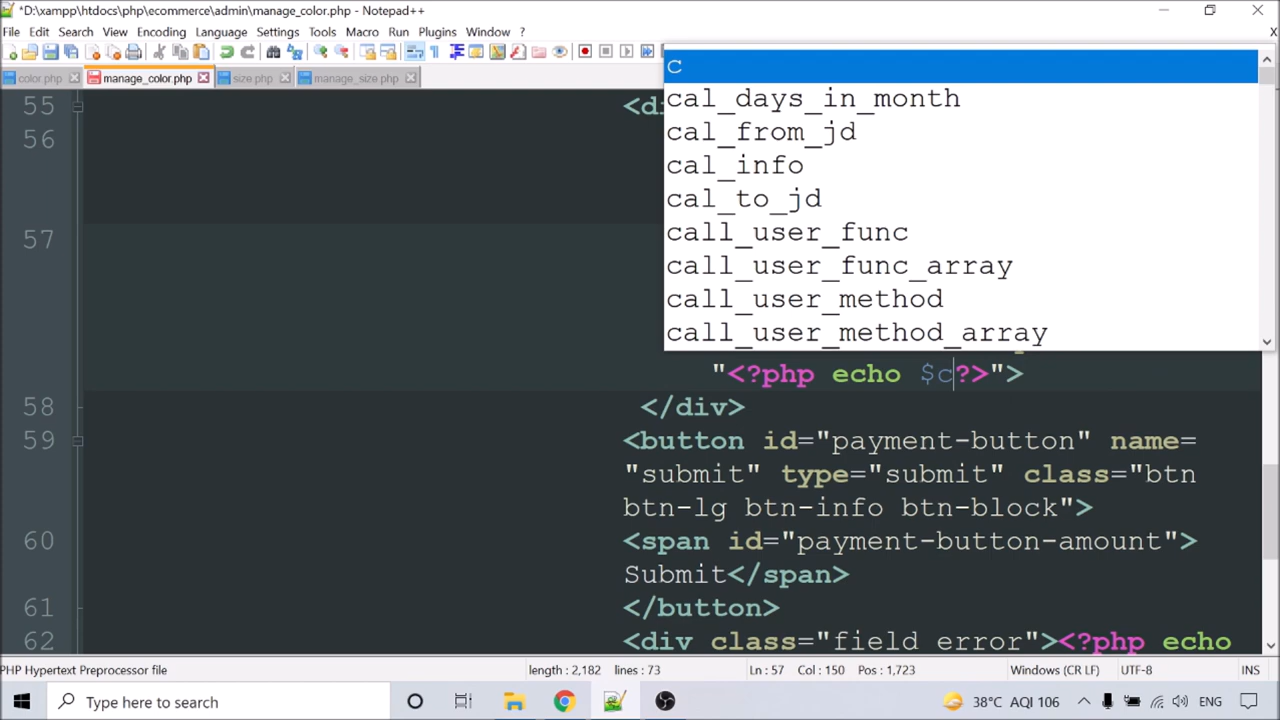 *D:\xampp\htdocs\php\ecommerce\admin\manage_color.php - Notepad++
File Edit Search View Encoding Language Settings Tools Macro Run Plugins Window ? X
color.php manage_color.php size.php manage_size.php
c
cal_days_in_month
cal_from_jd
cal_info
cal_to_jd
call_user_func
call_user_func_array
call_user_method
call_user_method_array
55 <di
56
57
"<?php echo $c?>">
58 </div>
59 <button id="payment-button" name=
"submit" type="submit" class="btn
btn-lg btn-info btn-block">
60 <span id="payment-button-amount">
Submit</span>
61 </button>
62 <div class="field error"><?php echo
PHP Hypertext Preprocessor file length : 2,182 lines : 73 Ln : 57 Col : 150 Pos : 1,723 Windows (CR LF) UTF-8 INS
Type here to search 38°C AQI 106 ENG